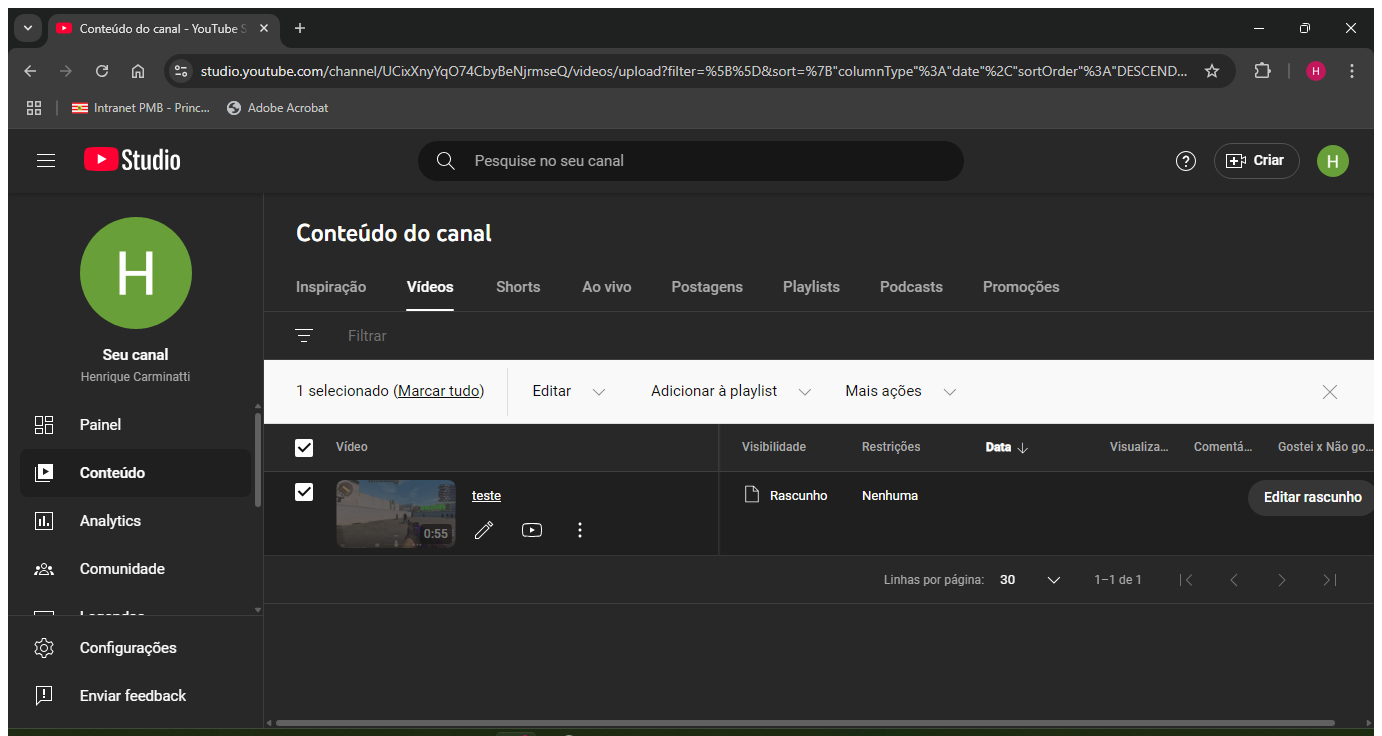 Conteúdo do canal - YouTube S
studio.youtube.com/channel/UCixXnyYqO74CbyBeNjrmseQ/videos/upload?filter=%5B%5D&sort=%7B"columnType"%3A"date"%2C"sortOrder"%3A"DESCEND...
H
Intranet PMB - Princ...
Adobe Acrobat
Studio
Pesquise no seu canal
Criar
H
H
Seu canal
Henrique Carminatti
Painel
Conteúdo
Analytics
Comunidade
Legendas
Configurações
Enviar feedback
Conteúdo do canal
Inspiração Vídeos Shorts Ao vivo Postagens Playlists Podcasts Promoções
Filtrar
1 selecionado (Marcar tudo) Editar Adicionar à playlist Mais ações
Vídeo Visibilidade Restrições Data Visualiza... Comentá... Gostei x Não go...
teste Rascunho Nenhuma Editar rascunho
0:55
Linhas por página: 30 1–1 de 1